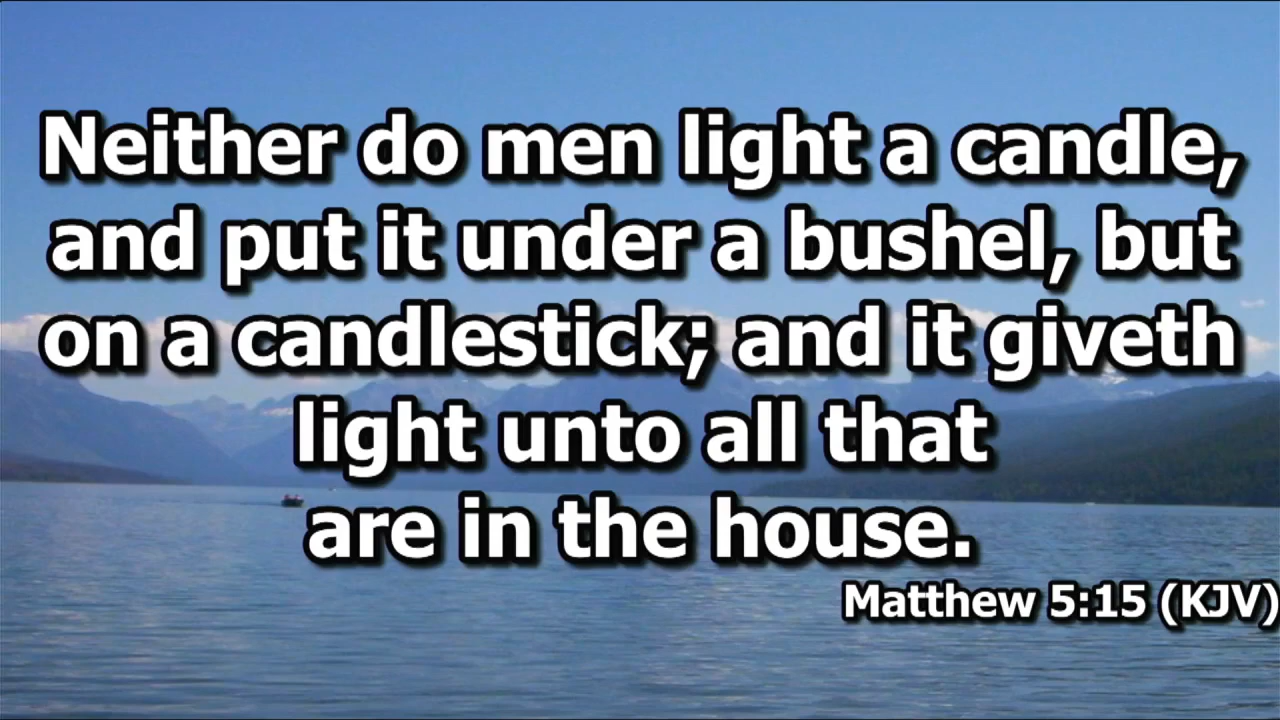 Neither do men light a candle,
and put it under a bushel, but
on a candlestick; and it giveth
light unto all that
are in the house.
Matthew 5:15 (KJV)